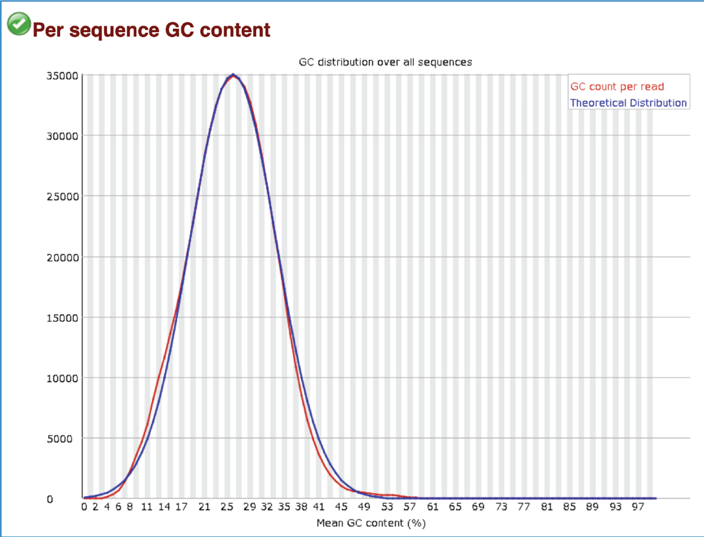 Per sequence GC content
GC distribution over all sequences
GC count per read
Theoretical Distribution
35000
30000
25000
20000
15000
10000
5000
0
0 2 4 6 8 11 14 17 21 25 29 32 35 38 41 45 49 53 57 61 65 69 73 77 81 85 89 93 97
Mean GC content (%)